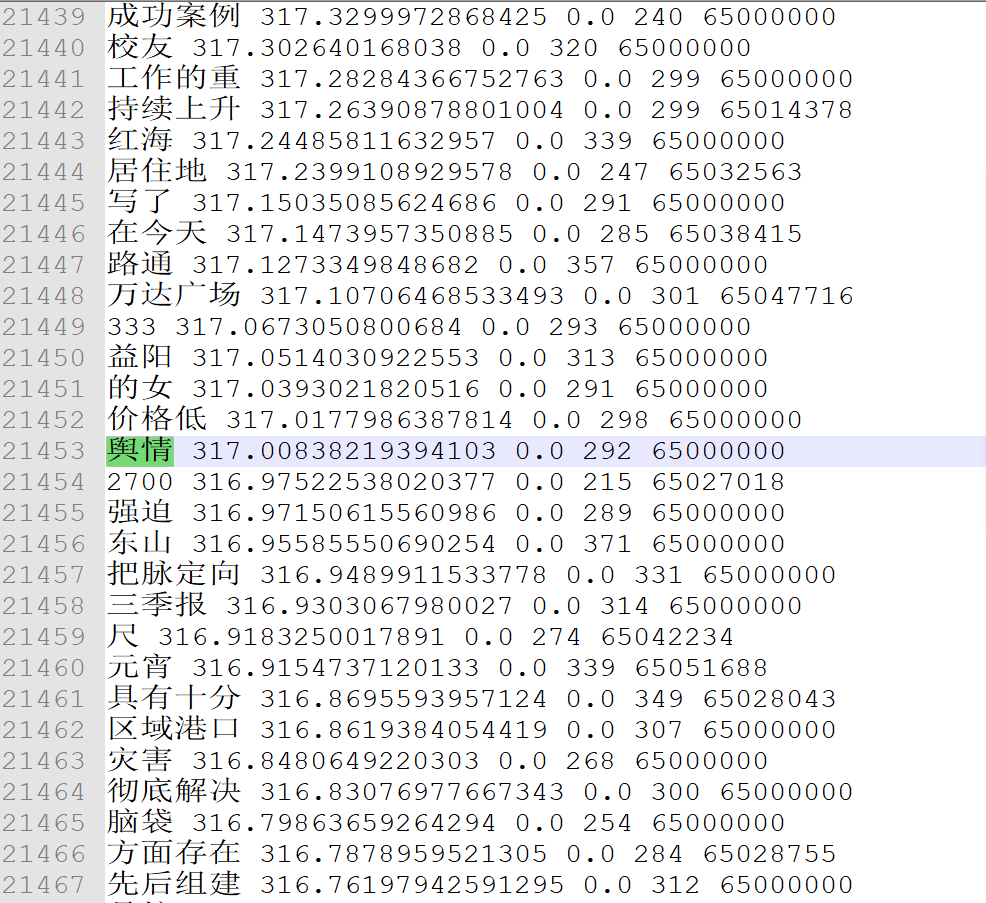 21439 成功案例 317.3299972868425 0.0 240 65000000
21440 校友 317.302640168038 0.0 320 65000000
21441 工作的重 317.28284366752763 0.0 299 65000000
21442 持续上升 317.26390878801004 0.0 299 65014378
21443 红海 317.24485811632957 0.0 339 65000000
21444 居住地 317.2399108929578 0.0 247 65032563
21445 写了 317.15035085624686 0.0 291 65000000
21446 在今天 317.1473957350885 0.0 285 65038415
21447 路通 317.1273349848682 0.0 357 65000000
21448 万达广场 317.10706468533493 0.0 301 65047716
21449 333 317.0673050800684 0.0 293 65000000
21450 益阳 317.0514030922553 0.0 313 65000000
21451 的女 317.0393021820516 0.0 291 65000000
21452 价格低 317.0177986387814 0.0 298 65000000
21453 舆情 317.00838219394103 0.0 292 65000000
21454 2700 316.97522538020377 0.0 215 65027018
21455 强迫 316.97150615560986 0.0 289 65000000
21456 东山 316.95585550690254 0.0 371 65000000
21457 把脉定向 316.9489911533778 0.0 331 65000000
21458 三季报 316.9303067980027 0.0 314 65000000
21459 尺 316.9183250017891 0.0 274 65042234
21460 元宵 316.9154737120133 0.0 339 65051688
21461 具有十分 316.8695593957124 0.0 349 65028043
21462 区域港口 316.8619384054419 0.0 307 65000000
21463 灾害 316.8480649220303 0.0 268 65000000
21464 彻底解决 316.83076977667343 0.0 300 65000000
21465 脑袋 316.79863659264294 0.0 254 65000000
21466 方面存在 316.7878959521305 0.0 284 65028755
21467 先后组建 316.76197942591295 0.0 312 65000000